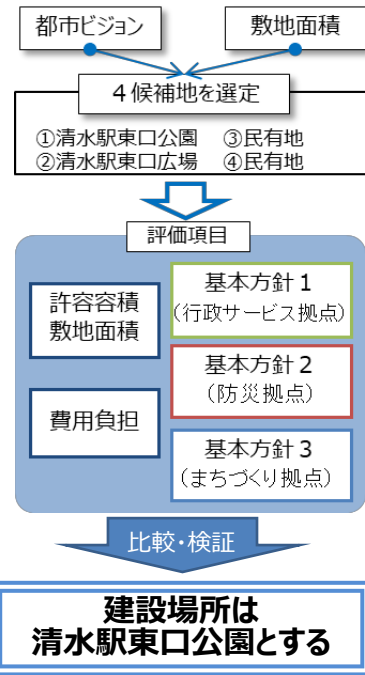 都市ビジョン
敷地面積
４候補地を選定
①清水駅東口公園 ③民有地
②清水駅東口広場 ④民有地
評価項目
許容容積
敷地面積
費用負担
基本方針１
（行政サービス拠点）
基本方針２
（防災拠点）
基本方針３
（まちづくり拠点）
比較・検証
建設場所は
清水駅東口公園とする